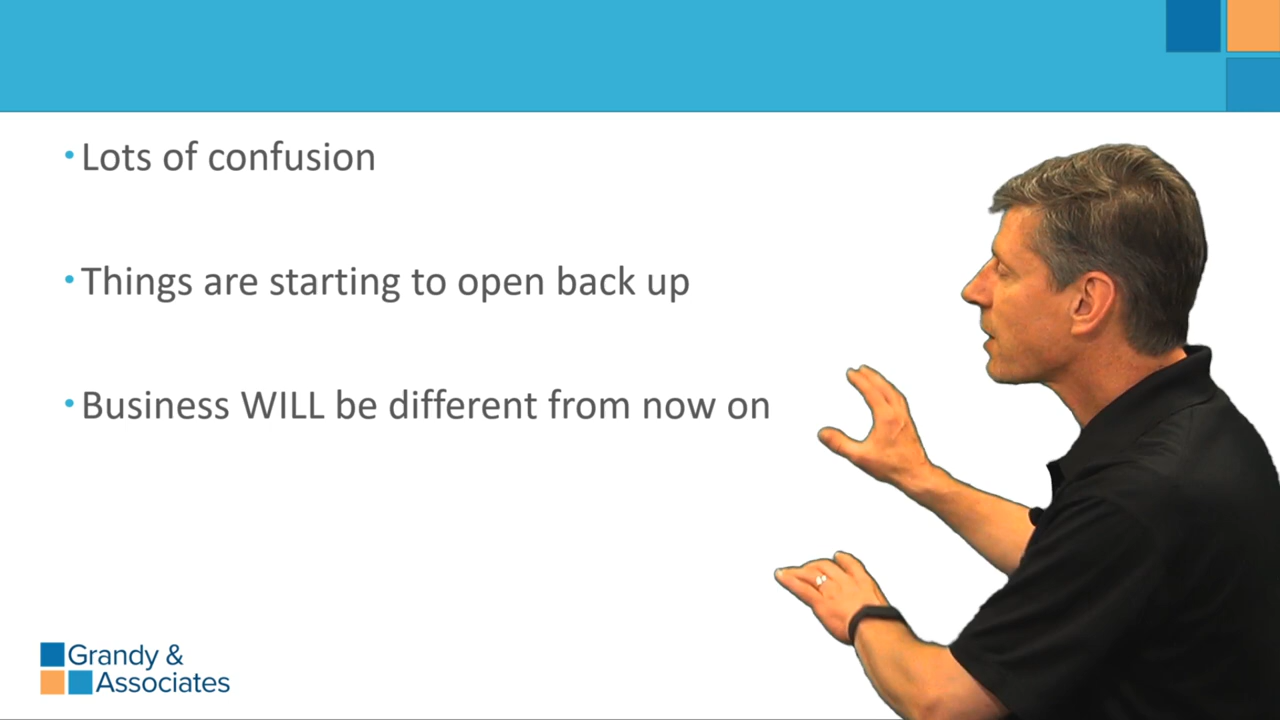 • Lots of confusion
• Things are starting to open back up
• Business WILL be different from now on
Grandy &
Associates